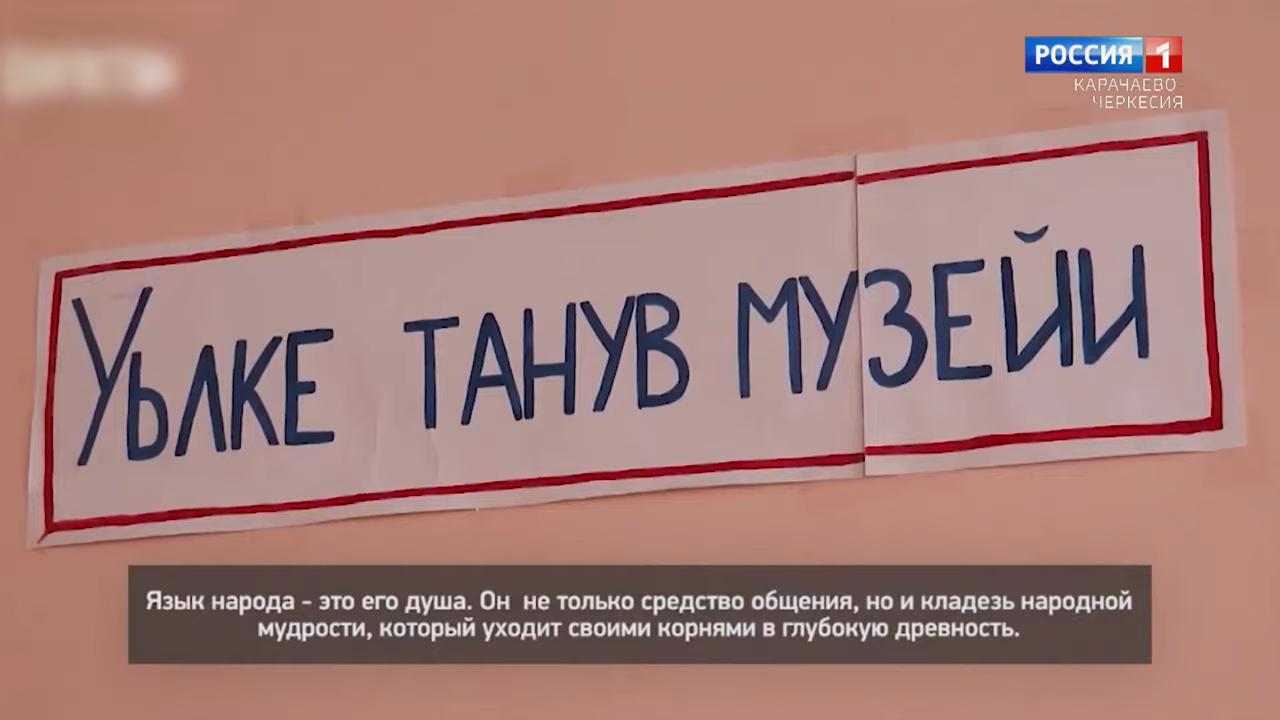 РОССИЯ 1
КАРАЧАЕВО-
ЧЕРКЕСИЯ
УЬЛКЕ ТАНУВ МУЗЕЙИ
Язык народа - это его душа. Он не только средство общения, но и кладезь народной
мудрости, который уходит своими корнями в глубокую древность.